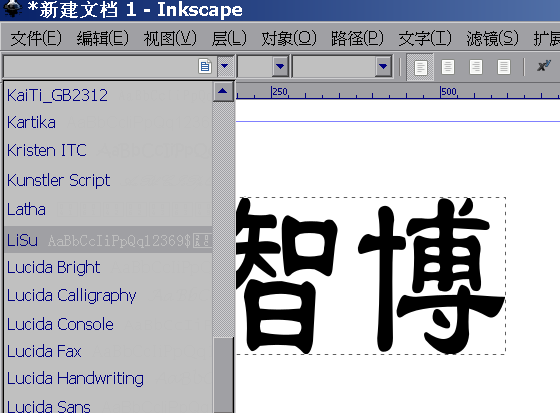 *新建文档 1 - Inkscape
文件(F) 编辑(E) 视图(V) 层(L) 对象(O) 路径(P) 文字(T) 滤镜(S) 扩展
250 500
KaiTi_GB2312
Kartika
Kristen ITC
Kunstler Script
Latha
LiSu AaBbCcIiPpQq12369$
Lucida Bright
Lucida Calligraphy
Lucida Console
Lucida Fax
Lucida Handwriting
Lucida Sans
智博